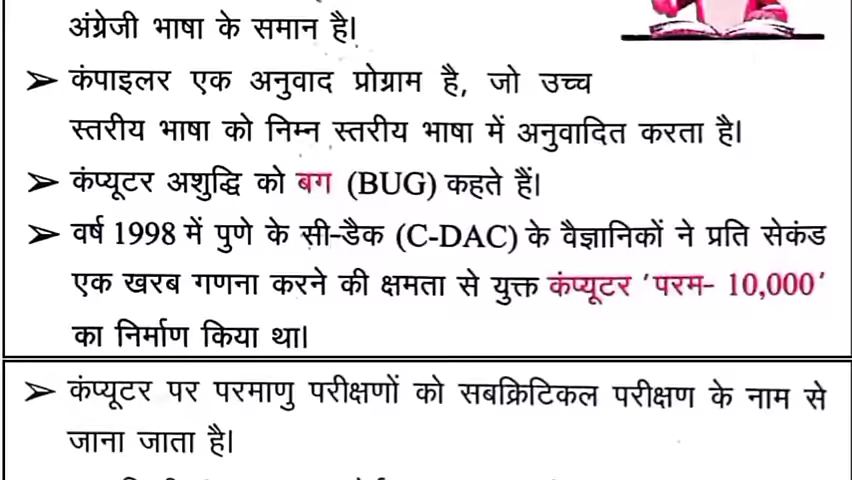 अंग्रेजी भाषा के समान है।
➢ कंपाइलर एक अनुवाद प्रोग्राम है, जो उच्च
स्तरीय भाषा को निम्न स्तरीय भाषा में अनुवादित करता है।
➢ कंप्यूटर अशुद्धि को बग (BUG) कहते हैं।
➢ वर्ष 1998 में पुणे के सी-डैक (C-DAC) के वैज्ञानिकों ने प्रति सेकंड
एक खरब गणना करने की क्षमता से युक्त कंप्यूटर 'परम- 10,000'
का निर्माण किया था।
➢ कंप्यूटर पर परमाणु परीक्षणों को सबक्रिटिकल परीक्षण के नाम से
जाना जाता है।